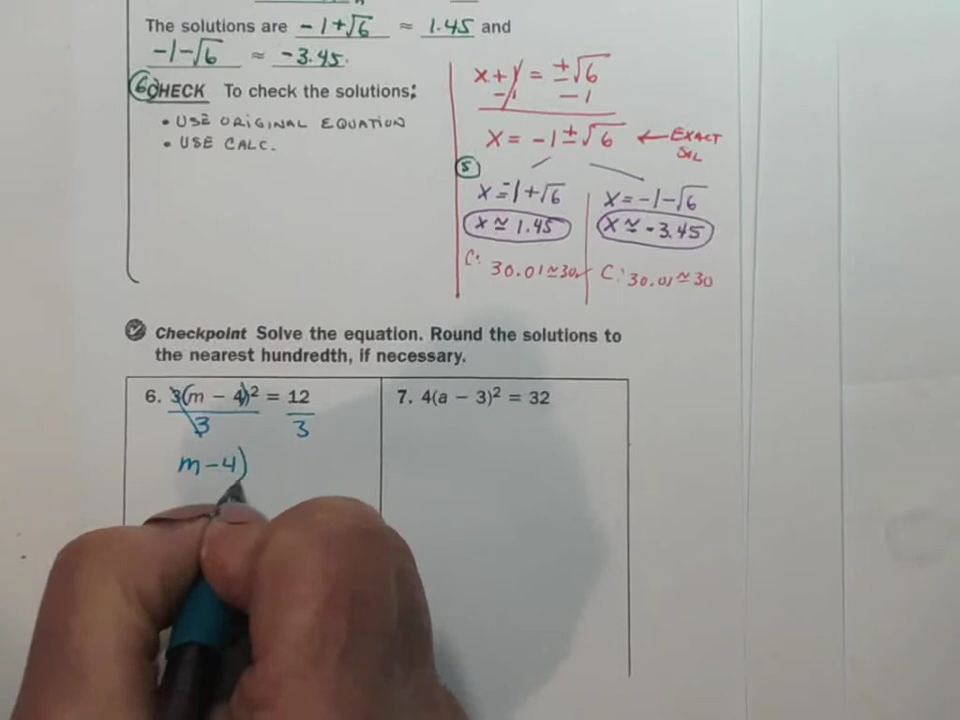 The solutions are -1+√6 ≈ 1.45 and
-1-√6 ≈ -3.45.
6 CHECK To check the solutions:
• USE ORIGINAL EQUATION
• USE CALC.
x+1 = ±√6
-1 -1
x = -1 ± √6 ← EXACT
SOL
5
x = -1+√6 x = -1-√6
x ≃ 1.45 x ≃ -3.45
C: 30.01≃30✓ C: 30.01≃30
Checkpoint Solve the equation. Round the solutions to
the nearest hundredth, if necessary.
6. 3(m − 4)² = 12
3 3
m-4)
7. 4(a − 3)² = 32